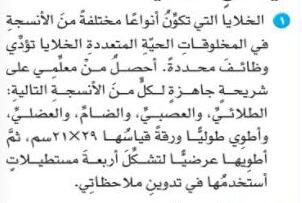 ١ الخلايا التي تكوِّنُ أنواعًا مختلفةً منَ الأنسجةِ
في المخلوقاتِ الحيّةِ المتعددةِ الخلايا تؤدِّي
وظائفَ محددةً. أحصلُ منْ معلِّمي على
شريحةٍ جاهزةٍ لكلٍّ منَ الأنسجةِ التاليةِ:
الطلائيِّ، والعصبيِّ، والضامِّ، والعضليِّ،
وأطوي طوليًّا ورقةً قياسُها ٢٩×٢١سم، ثمَّ
أطويها عرضيًّا لتشكِّلَ أربعةَ مستطيلاتٍ
أستخدمُها في تدوينِ ملاحظاتِي.